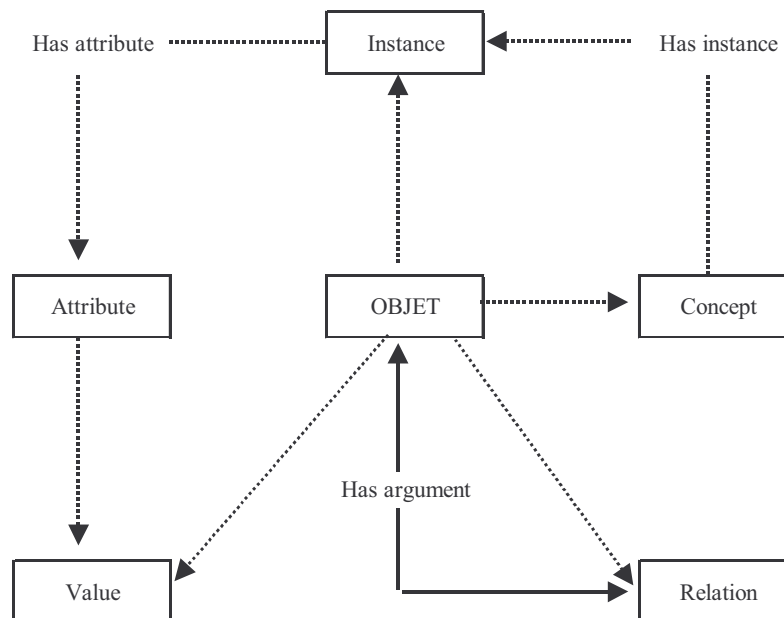 Has attribute
Instance
Has instance
Attribute
OBJET
Concept
Has argument
Value
Relation